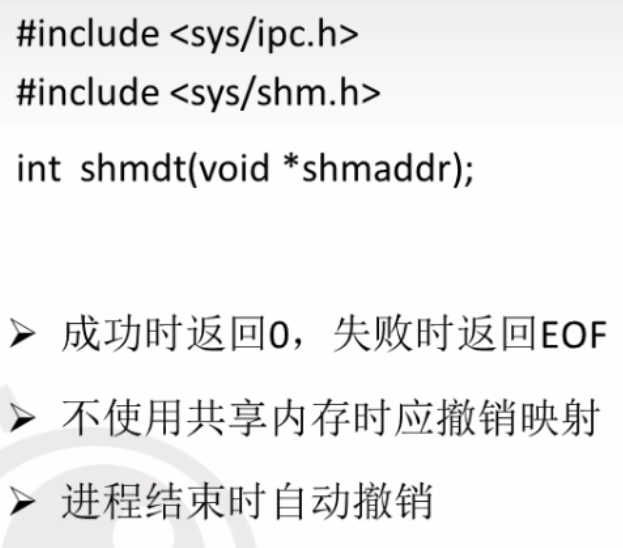 #include <sys/ipc.h>
#include <sys/shm.h>
int shmdt(void *shmaddr);
➢ 成功时返回0，失败时返回EOF
➢ 不使用共享内存时应撤销映射
➢ 进程结束时自动撤销